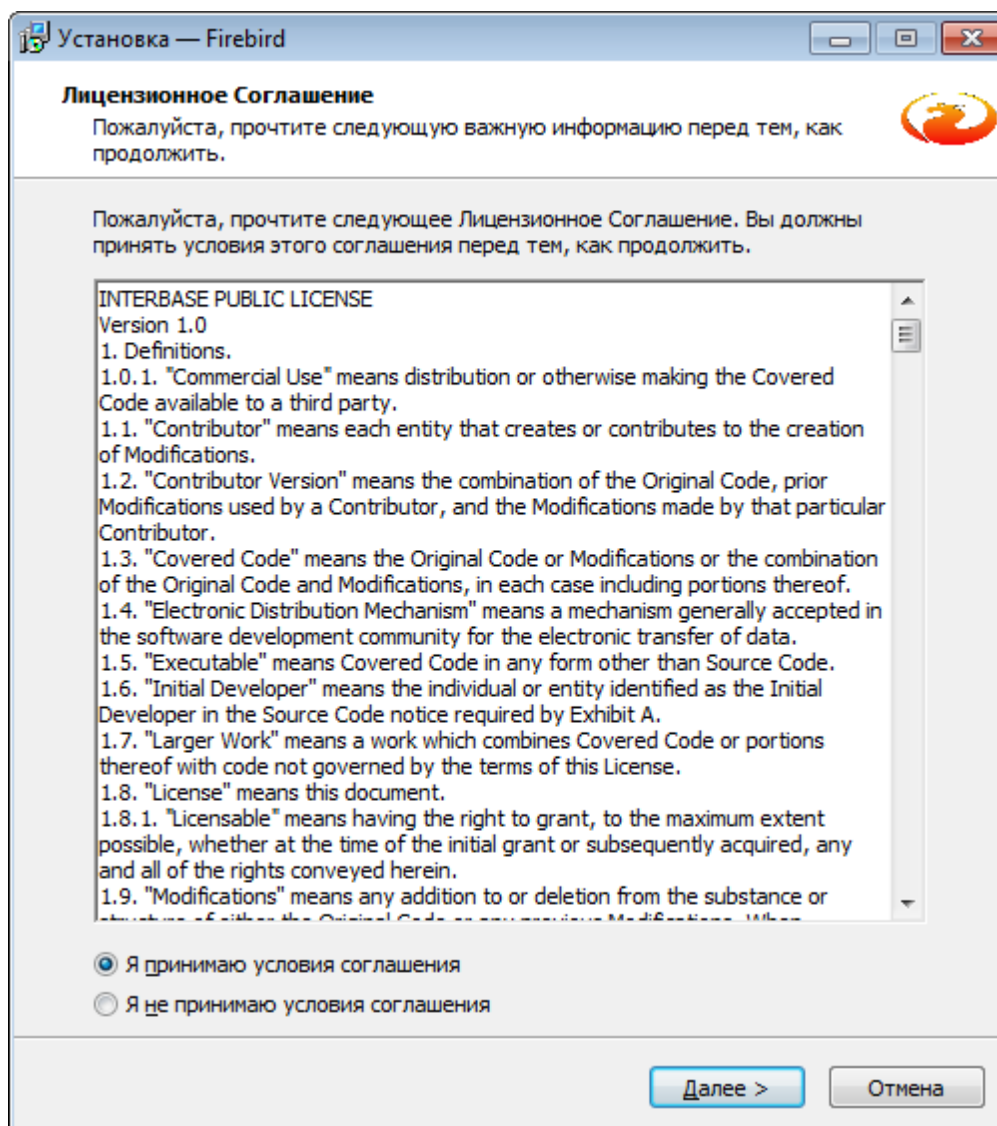 Установка — Firebird
Лицензионное Соглашение
Пожалуйста, прочтите следующую важную информацию перед тем, как
продолжить.
Пожалуйста, прочтите следующее Лицензионное Соглашение. Вы должны
принять условия этого соглашения перед тем, как продолжить.
INTERBASE PUBLIC LICENSE
Version 1.0
1. Definitions.
1.0.1. "Commercial Use" means distribution or otherwise making the Covered
Code available to a third party.
1.1. "Contributor" means each entity that creates or contributes to the creation
of Modifications.
1.2. "Contributor Version" means the combination of the Original Code, prior
Modifications used by a Contributor, and the Modifications made by that particular
Contributor.
1.3. "Covered Code" means the Original Code or Modifications or the combination
of the Original Code and Modifications, in each case including portions thereof.
1.4. "Electronic Distribution Mechanism" means a mechanism generally accepted in
the software development community for the electronic transfer of data.
1.5. "Executable" means Covered Code in any form other than Source Code.
1.6. "Initial Developer" means the individual or entity identified as the Initial
Developer in the Source Code notice required by Exhibit A.
1.7. "Larger Work" means a work which combines Covered Code or portions
thereof with code not governed by the terms of this License.
1.8. "License" means this document.
1.8.1. "Licensable" means having the right to grant, to the maximum extent
possible, whether at the time of the initial grant or subsequently acquired, any
and all of the rights conveyed herein.
1.9. "Modifications" means any addition to or deletion from the substance or
structure of either the Original Code or any previous Modifications. When
Я принимаю условия соглашения
Я не принимаю условия соглашения
Далее >
Отмена